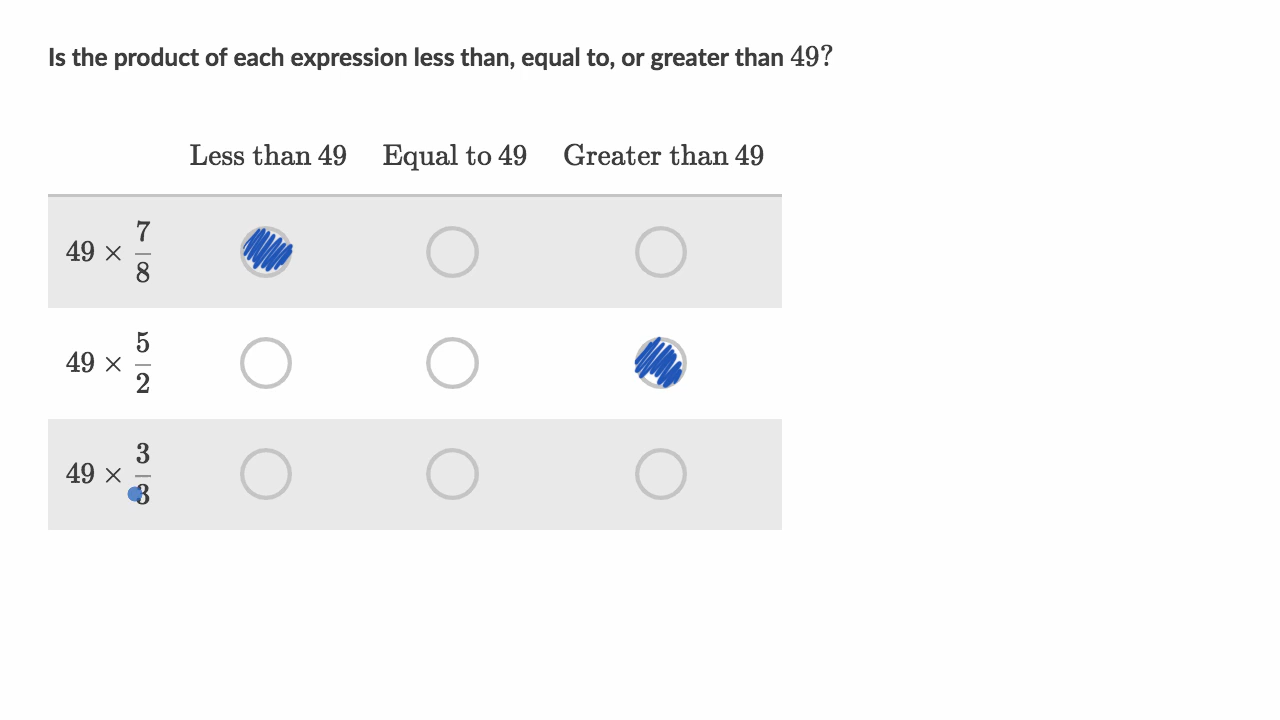 Is the product of each expression less than, equal to, or greater than 49?
Less than 49 Equal to 49 Greater than 49
49 × 7/8
49 × 5/2
49 × 3/3